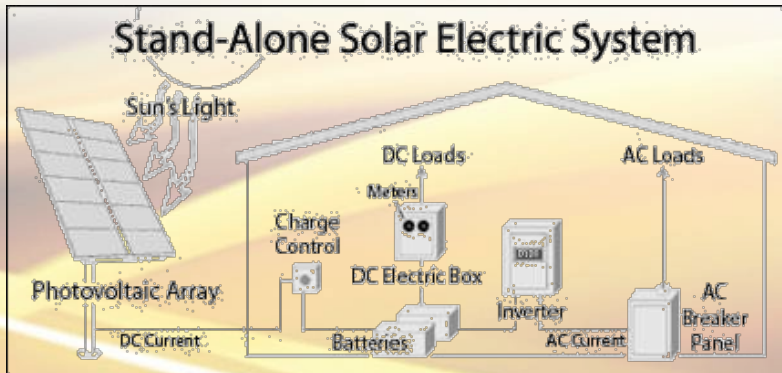 Stand-Alone Solar Electric System
Sun's Light
DC Loads
AC Loads
Meters
Charge
Control
DC Electric Box
Photovoltaic Array
Inverter
AC
Breaker
Panel
DC Current
Batteries
AC Current